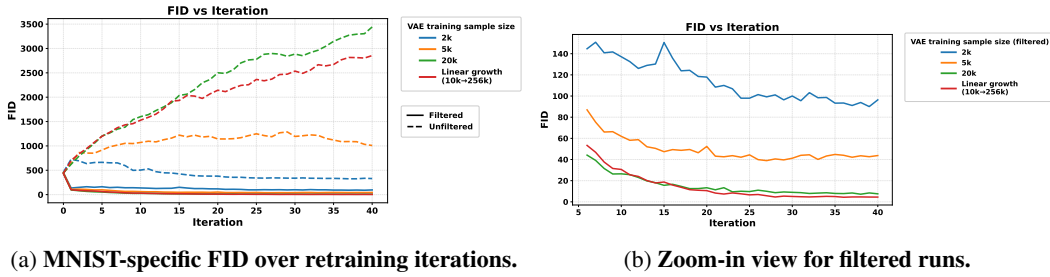 FID vs Iteration
3500
3000
2500
2000
1500
1000
500
0
FID
0 5 10 15 20 25 30 35 40
Iteration
VAE training sample size
2k
5k
20k
Linear growth
(10k→256k)
Filtered
Unfiltered
(a) MNIST-specific FID over retraining iterations.
FID vs Iteration
140
120
100
80
60
40
20
0
FID
5 10 15 20 25 30 35 40
Iteration
VAE training sample size (filtered)
2k
5k
20k
Linear growth
(10k→256k)
(b) Zoom-in view for filtered runs.